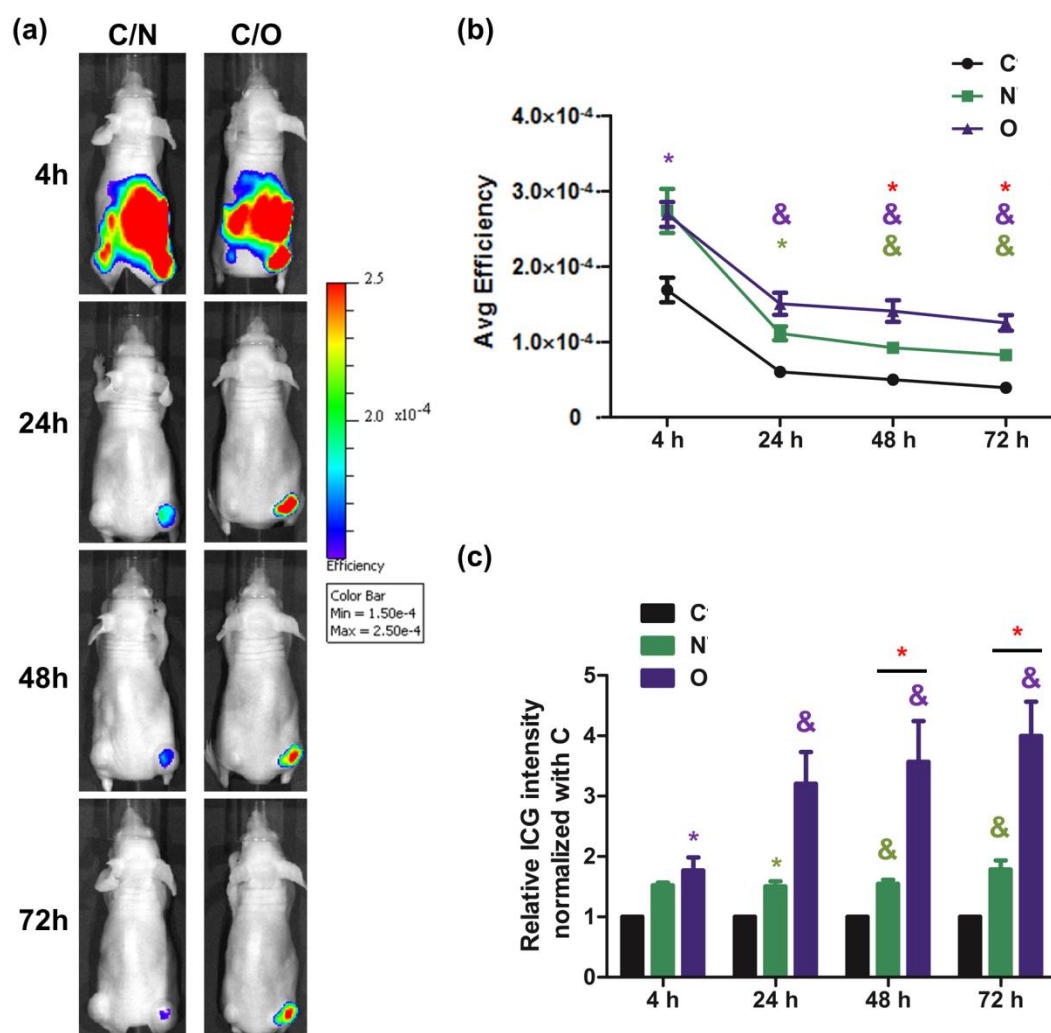 (a)
C/N
C/O
4h
24h
48h
72h
2.5
2.0
x10⁻⁴
Efficiency
Color Bar
Min = 1.50e-4
Max = 2.50e-4
(b)
C
N
O
Avg Efficiency
4.0×10⁻⁴
3.0×10⁻⁴
2.0×10⁻⁴
1.0×10⁻⁴
0
*
&
*
*
&
&
*
&
&
4 h
24 h
48 h
72 h
(c)
C
N
O
Relative ICG intensity
normalized with C
5
4
3
2
1
0
*
*
&
*
&
&
*
&
&
4 h
24 h
48 h
72 h